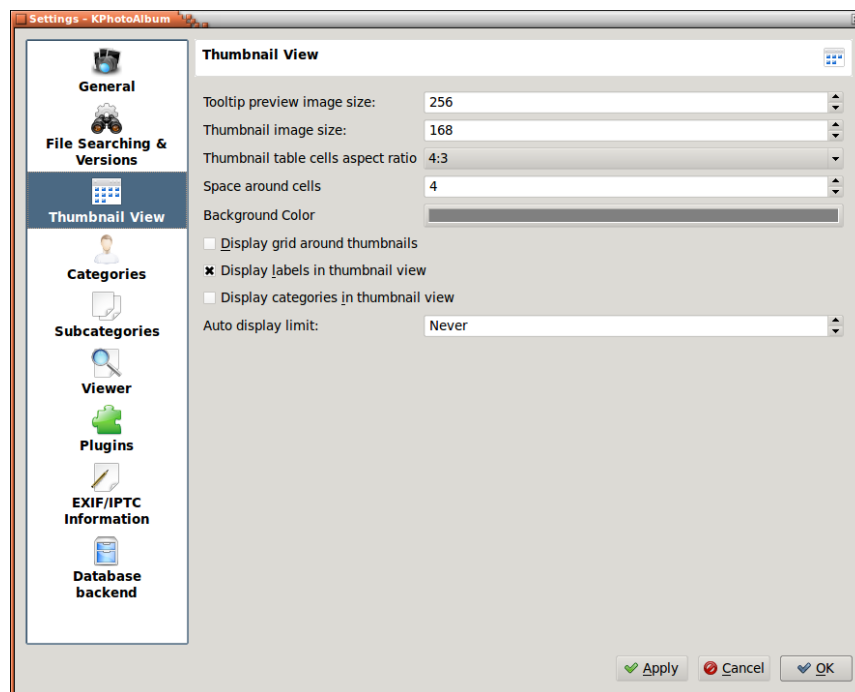 Settings – KPhotoAlbum
General
File Searching &
Versions
Thumbnail View
Categories
Subcategories
Viewer
Plugins
EXIF/IPTC
Information
Database
backend
Thumbnail View
Tooltip preview image size: 256
Thumbnail image size: 168
Thumbnail table cells aspect ratio 4:3
Space around cells 4
Background Color
Display grid around thumbnails
Display labels in thumbnail view
Display categories in thumbnail view
Auto display limit: Never
Apply Cancel OK